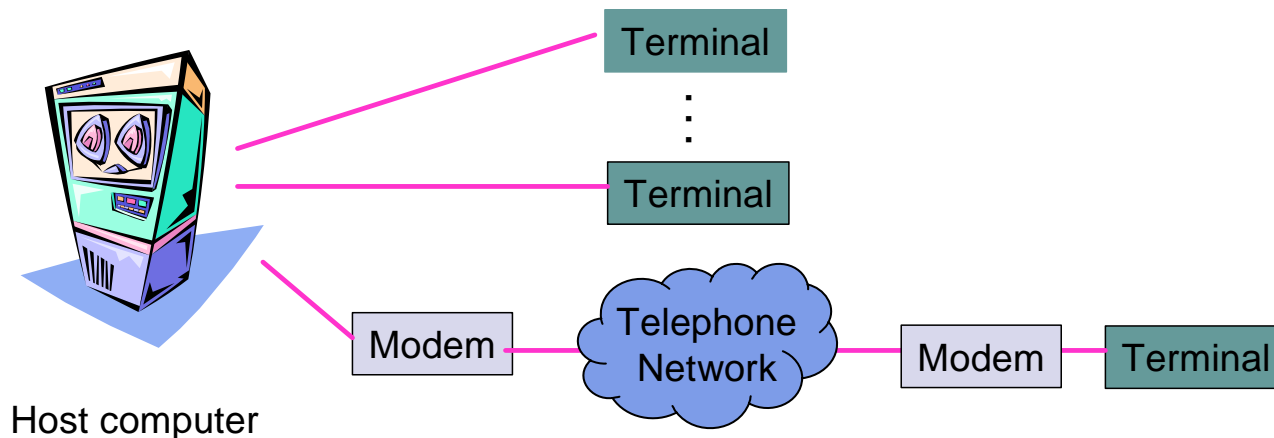 Terminal
Terminal
Modem
Telephone
Network
Modem
Terminal
Host computer